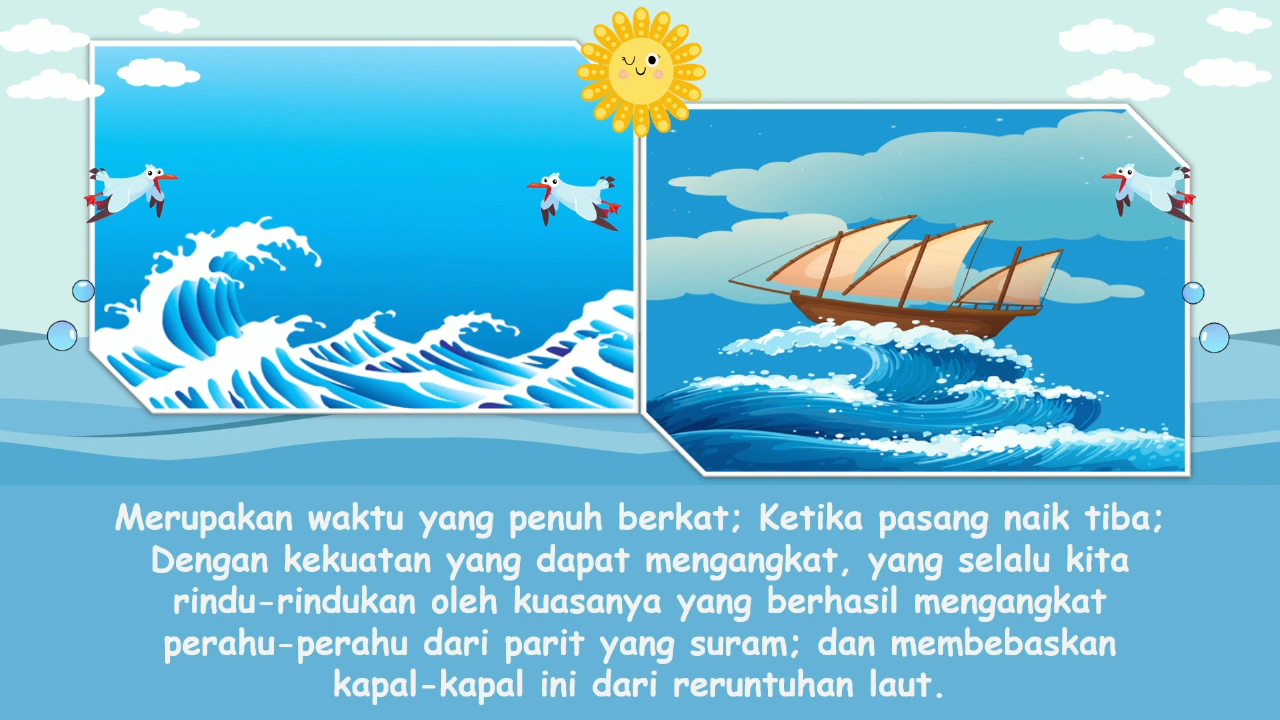 Merupakan waktu yang penuh berkat; Ketika pasang naik tiba;
Dengan kekuatan yang dapat mengangkat, yang selalu kita
rindu-rindukan oleh kuasanya yang berhasil mengangkat
perahu-perahu dari parit yang suram; dan membebaskan
kapal-kapal ini dari reruntuhan laut.